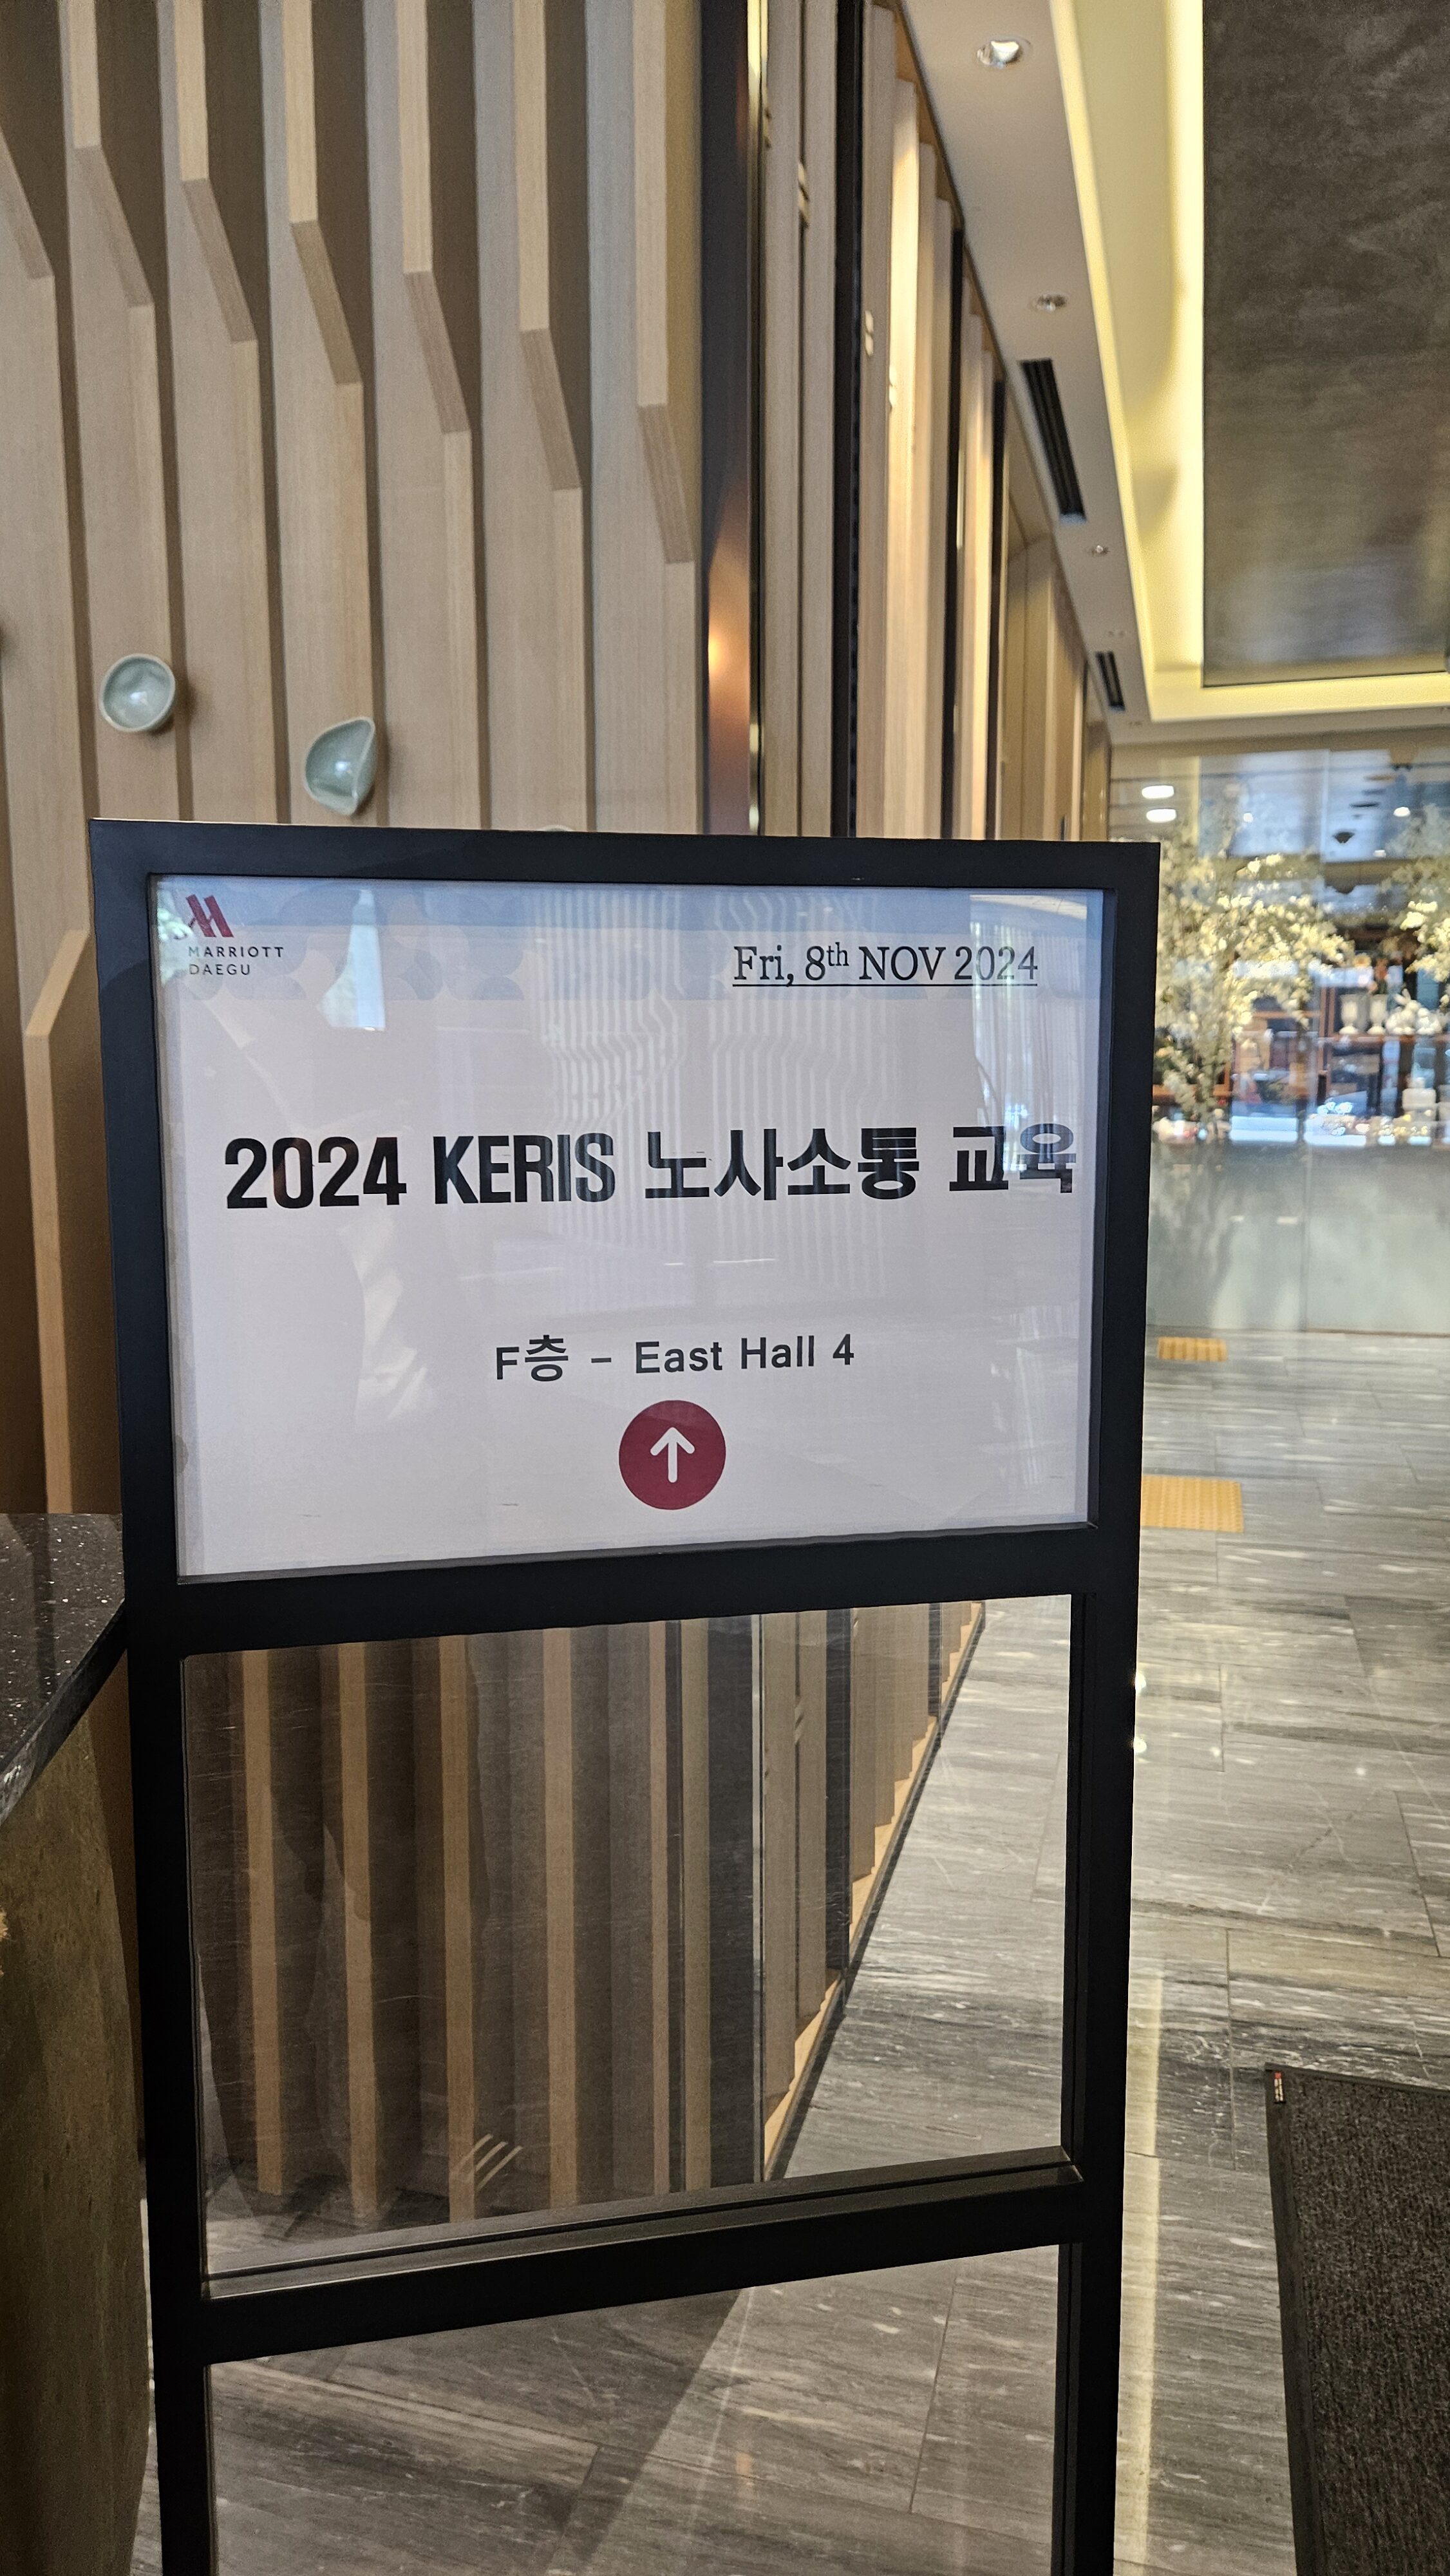 MARRIOTT
DAEGU
Fri, 8th NOV 2024
2024 KERIS 노사소통 교육
F층 – East Hall 4